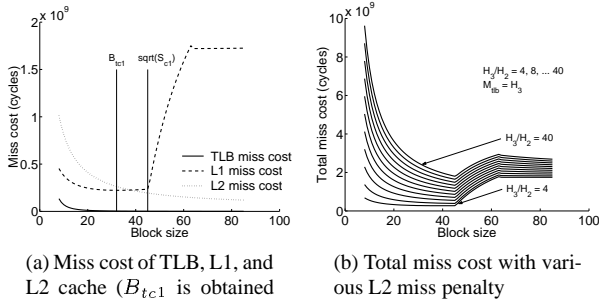 x 10^9
2
1.5
1
0.5
0
Miss cost (cycles)
B_tc1
sqrt(S_c1)
TLB miss cost
L1 miss cost
L2 miss cost
0 20 40 60 80 100
Block size
(a) Miss cost of TLB, L1, and
L2 cache (B_tc1 is obtained
x 10^9
10
8
6
4
2
0
Total miss cost (cycles)
H_3/H_2 = 4, 8, ... 40
M_tlb = H_3
H_3/H_2 = 40
H_3/H_2 = 4
0 20 40 60 80 100
Block size
(b) Total miss cost with vari-
ous L2 miss penalty